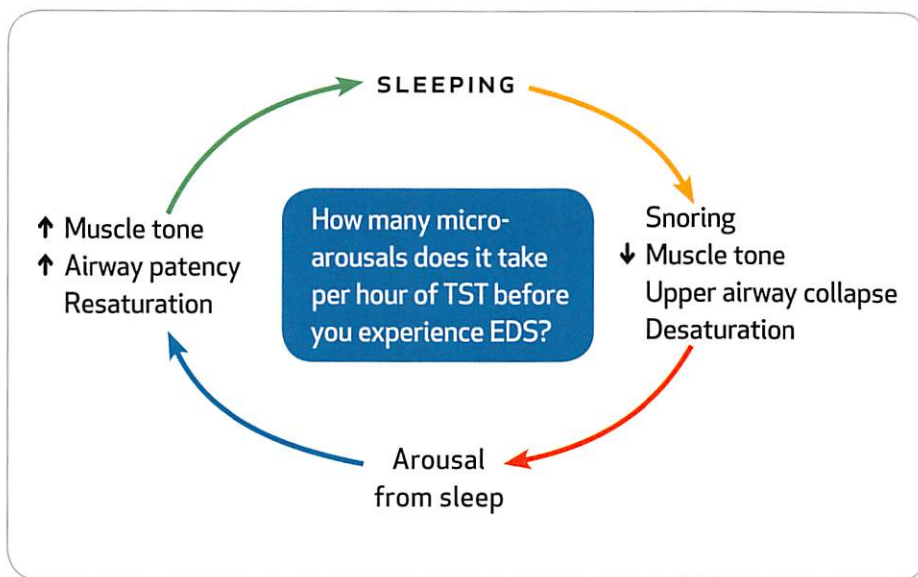 SLEEPING
Snoring
↓ Muscle tone
Upper airway collapse
Desaturation
Arousal
from sleep
↑ Muscle tone
↑ Airway patency
Resaturation
How many micro-
arousals does it take
per hour of TST before
you experience EDS?